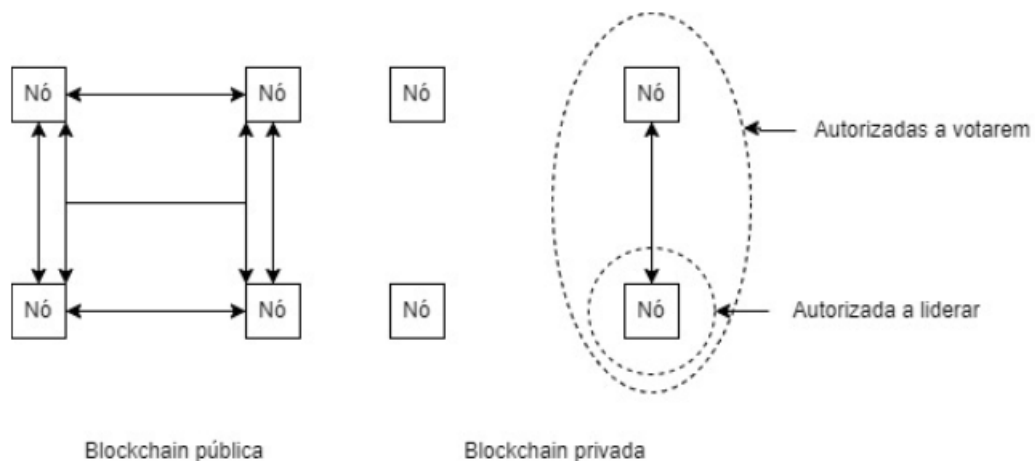 Nó
Nó
Nó
Nó
Autorizadas a votarem
Nó
Nó
Nó
Nó
Autorizada a liderar
Blockchain pública
Blockchain privada